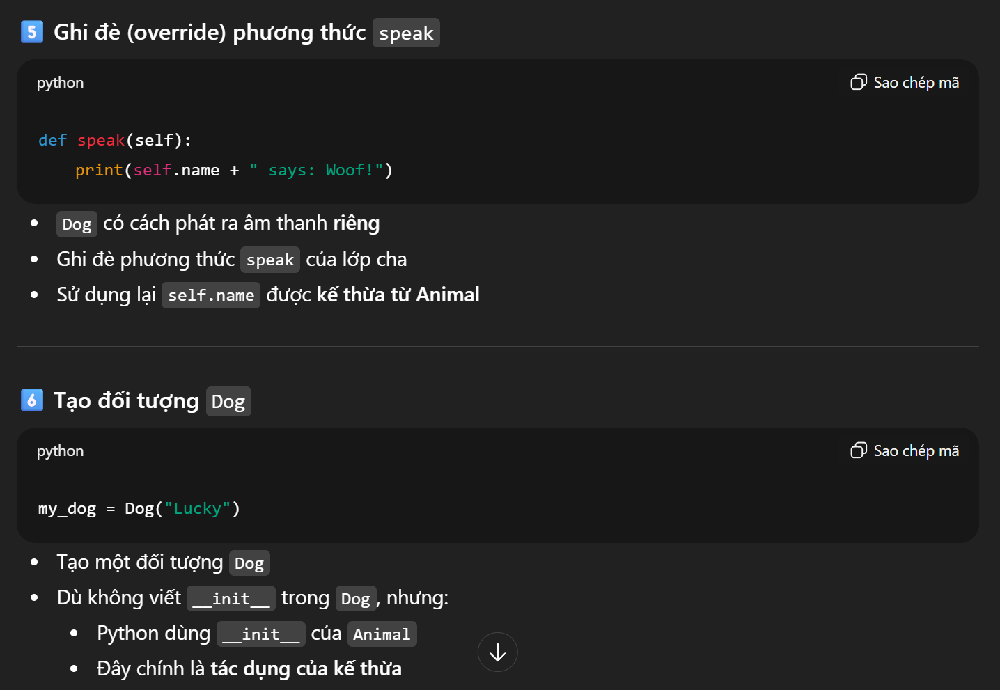 5 Ghi đè (override) phương thức speak
python
Sao chép mã
def speak(self):
    print(self.name + " says: Woof!")
• Dog có cách phát ra âm thanh riêng
• Ghi đè phương thức speak của lớp cha
• Sử dụng lại self.name được kế thừa từ Animal
6 Tạo đối tượng Dog
python
Sao chép mã
my_dog = Dog("Lucky")
• Tạo một đối tượng Dog
• Dù không viết __init__ trong Dog, nhưng:
• Python dùng __init__ của Animal
• Đây chính là tác dụng của kế thừa